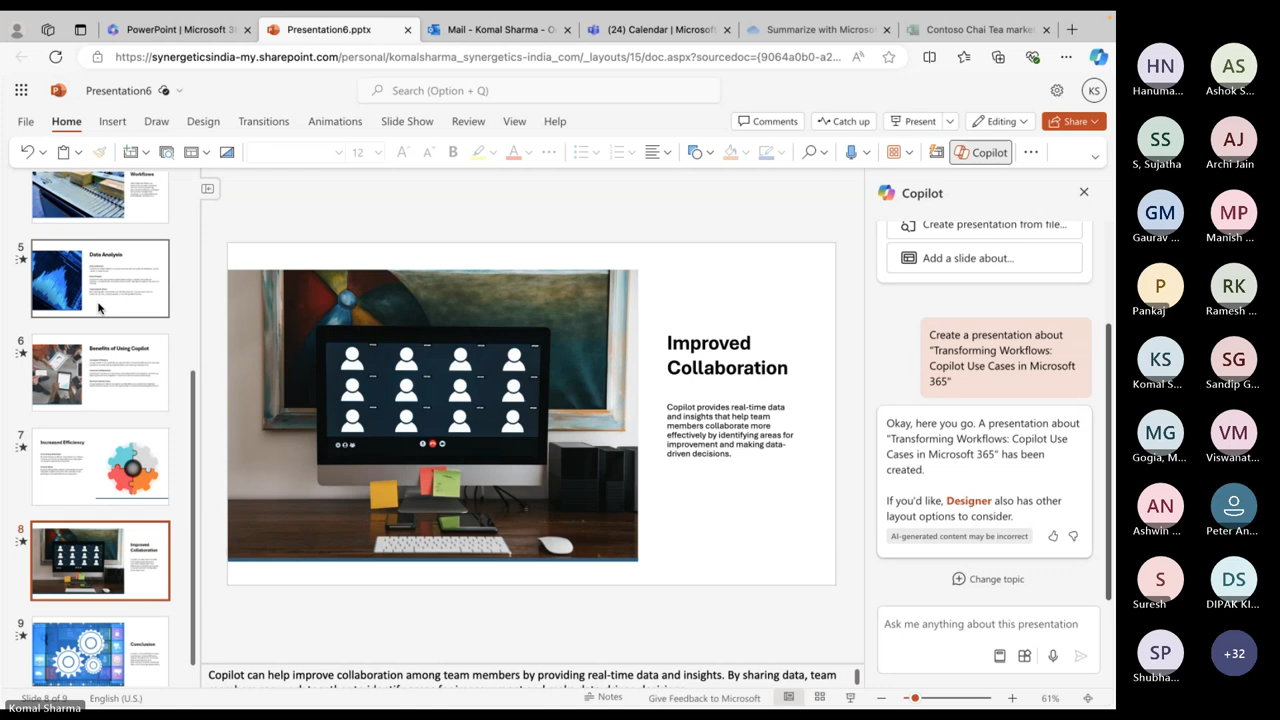 PowerPoint | Microsoft 3
Presentation6.pptx
Mail - Komal Sharma - O
(24) Calendar | Microsoft
Summarize with Microso
Contoso Chai Tea marke
https://synergeticsindia-my.sharepoint.com/personal/komalsharma_synergetics-india_com/_layouts/15/doc.aspx?sourcedoc={9064a0b0-a2...
Presentation6
Search (Option + Q)
KS
File Home Insert Draw Design Transitions Animations Slide Show Review View Help
Comments Catch up Present Editing Share
12
Copilot
Workflows
5
Data Analysis
6
Benefits of Using Copilot
7
Increased Efficiency
8
Improved
Collaboration
9
Conclusion
Improved
Collaboration
Copilot provides real-time data
and insights that help team
members collaborate more
effectively by identifying areas for
improvement and making data-
driven decisions.
Copilot can help improve collaboration among team members by providing real-time data and insights. By sharing data, team
Copilot
Create presentation from file...
Add a slide about...
Create a presentation about
"Transforming Workflows:
Copilot Use Cases in Microsoft
365"
Okay, here you go. A presentation about
"Transforming Workflows: Copilot Use
Cases in Microsoft 365" has been
created.
If you'd like, Designer also has other
layout options to consider.
AI-generated content may be incorrect
Change topic
Ask me anything about this presentation
Slide 8 of 9
English (U.S.)
Notes
Give Feedback to Microsoft
61%
Komal Sharma
HN
Hanuma...
AS
Ashok S...
SS
S, Sujatha
AJ
Archi Jain
GM
Gaurav ...
MP
Manish ...
P
Pankaj
RK
Ramesh ...
KS
Komal S...
SG
Sandip G...
MG
Gogia, M...
VM
Viswanat...
AN
Ashwin ...
Peter An...
S
Suresh
DS
DIPAK KI...
SP
Shubha...
+32